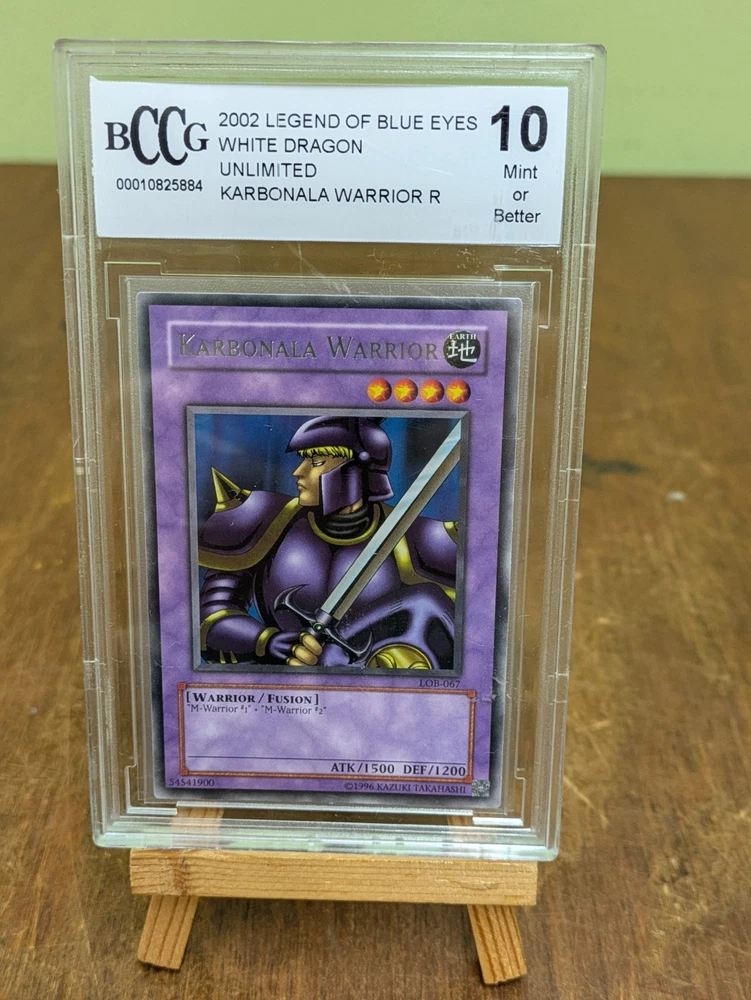 BCCG
00010825884
2002 LEGEND OF BLUE EYES
WHITE DRAGON
UNLIMITED
KARBONALA WARRIOR R
10
Mint
or
Better
KARBONALA WARRIOR
EARTH
地
LOB-067
[WARRIOR / FUSION]
"M-Warrior #1" + "M-Warrior #2"
ATK/1500 DEF/1200
54541900
©1996 KAZUKI TAKAHASHI